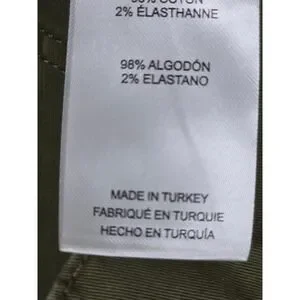 2% ÉLASTHANNE
98% ALGODÓN
2% ELASTANO
MADE IN TURKEY
FABRIQUÉ EN TURQUIE
HECHO EN TURQUÍA